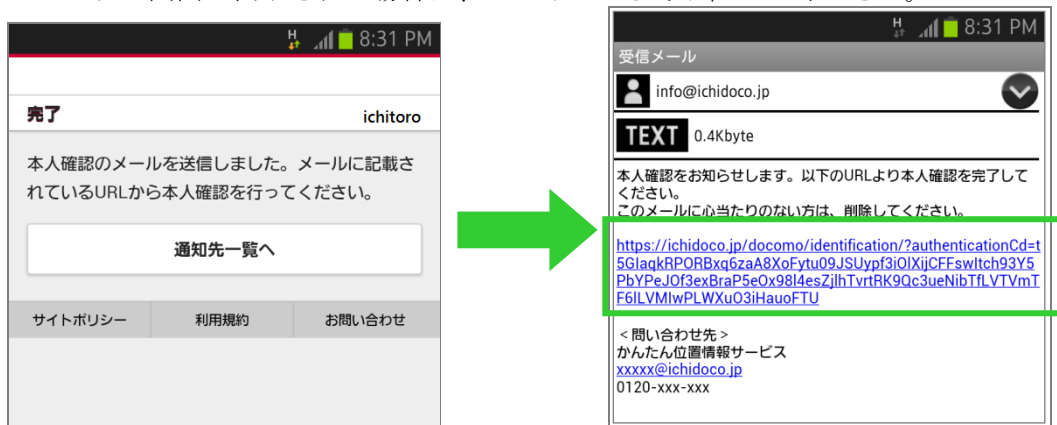 8:31 PM
完了
ichitoro
本人確認のメールを送信しました。メールに記載さ
れているURLから本人確認を行ってください。
通知先一覧へ
サイトポリシー
利用規約
お問い合わせ
H
8:31 PM
受信メール
info@ichidoco.jp
TEXT 0.4Kbyte
本人確認をお知らせします。以下のURLより本人確認を完了して
ください。
このメールに心当たりのない方は、削除してください。
https://ichidoco.jp/docomo/identification/?authenticationCd=t
5GIaqkRPORBxq6zaA8XoFytu09JSUypf3iOlXijCFFswltch93Y5
PbYPeJOf3exBraP5eOx98l4esZjlhTvrtRK9Qc3ueNibTfLVTVmT
F6ILVMIwPLWXuO3iHauoFTU
<問い合わせ先>
かんたん位置情報サービス
xxxxx@ichidoco.jp
0120-xxx-xxx